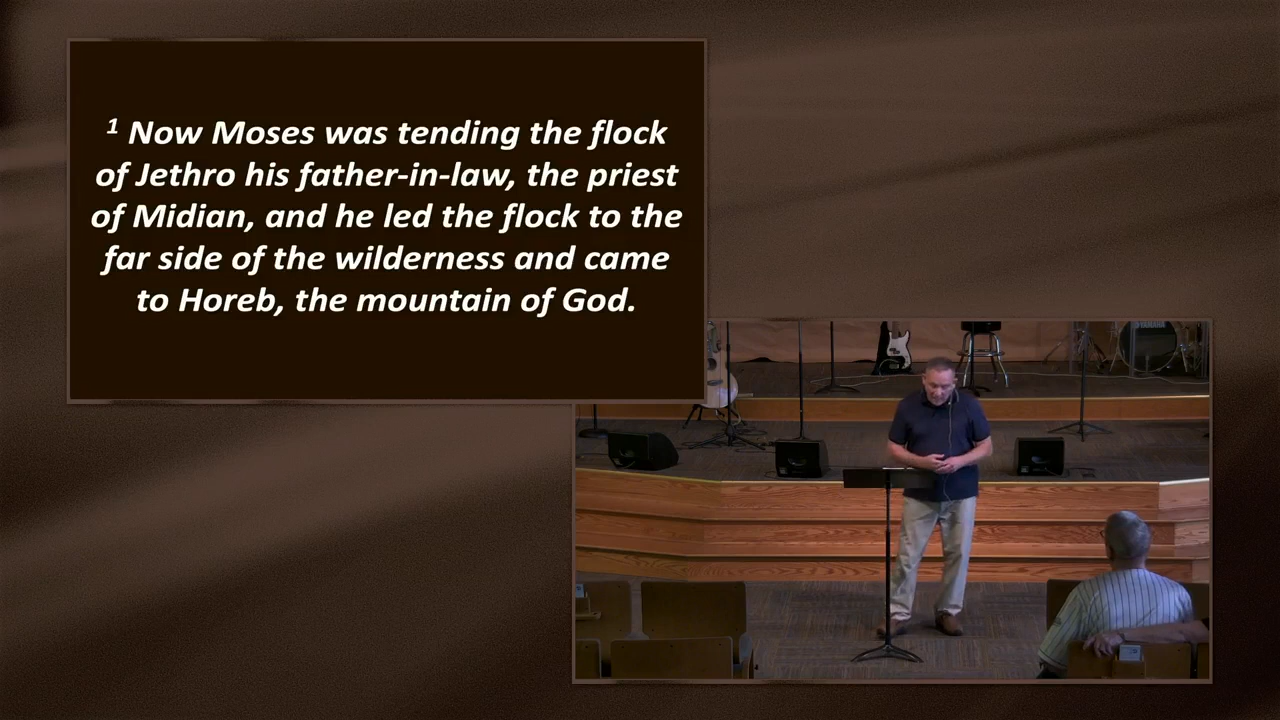 ¹ Now Moses was tending the flock
of Jethro his father-in-law, the priest
of Midian, and he led the flock to the
far side of the wilderness and came
to Horeb, the mountain of God.
YAMAHA